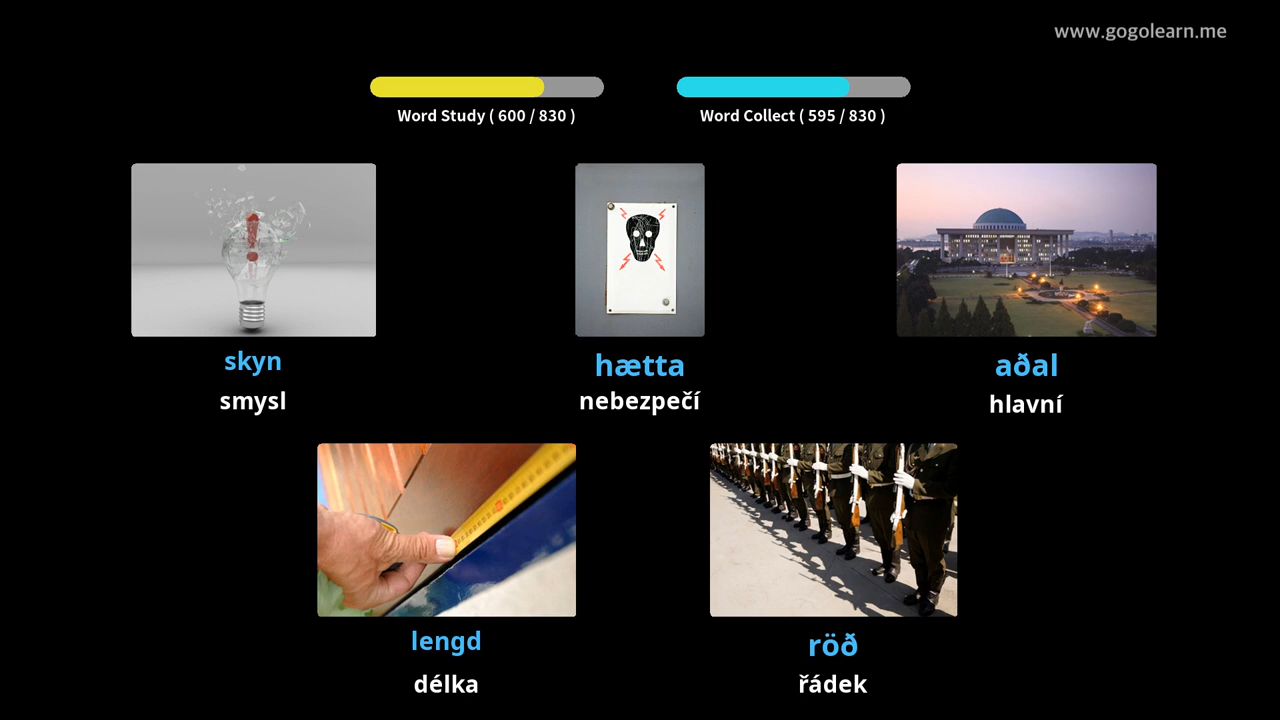 www.gogolearn.me
Word Study ( 600 / 830 )
Word Collect ( 595 / 830 )
skyn
smysl
hætta
nebezpečí
aðal
hlavní
lengd
délka
röð
řádek